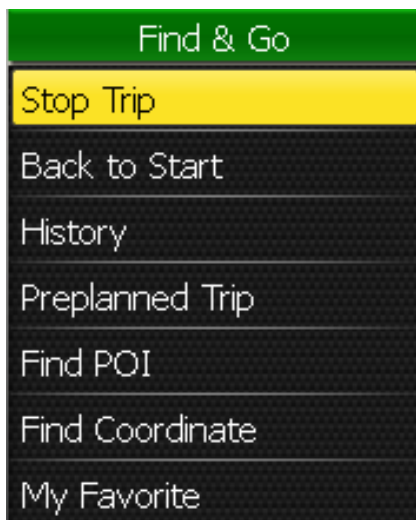 Find & Go
Stop Trip
Back to Start
History
Preplanned Trip
Find POI
Find Coordinate
My Favorite